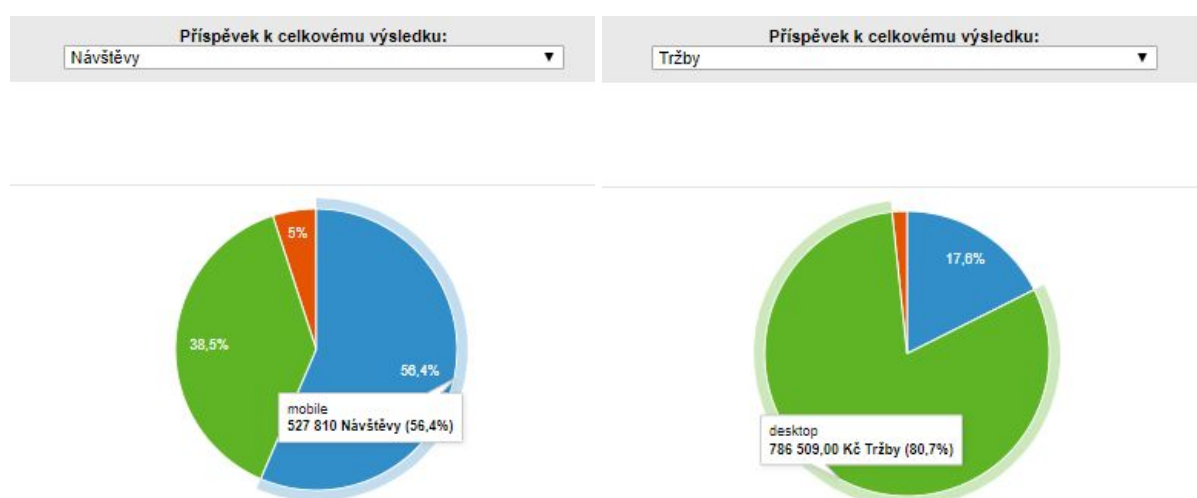 Příspěvek k celkovému výsledku:
Návštěvy
5%
38,5%
56,4%
mobile
527 810 Návštěvy (56,4%)
Příspěvek k celkovému výsledku:
Tržby
17,6%
desktop
786 509,00 Kč Tržby (80,7%)